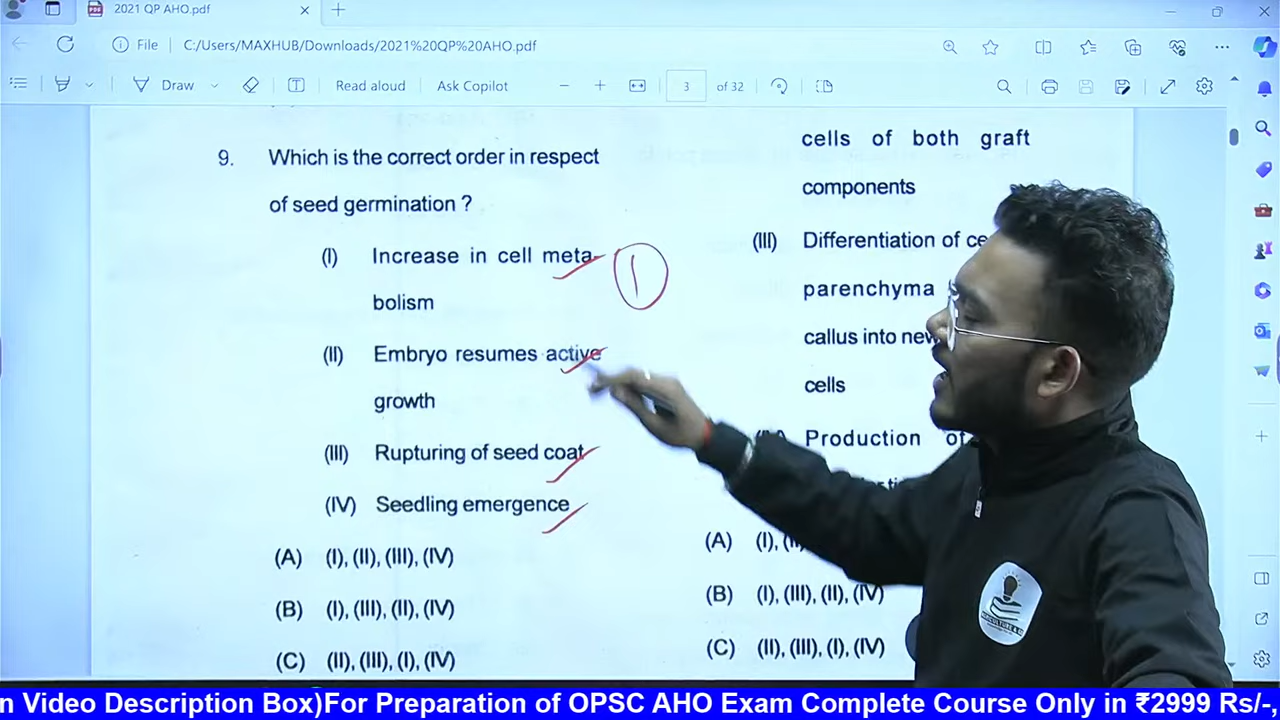 2021 QP AHO.pdf
File
C:/Users/MAXHUB/Downloads/2021%20QP%20AHO.pdf
Draw
Read aloud
Ask Copilot
3
of 32
9. Which is the correct order in respect
of seed germination ?
(I) Increase in cell meta-
bolism
(II) Embryo resumes active
growth
(III) Rupturing of seed coat
(IV) Seedling emergence
(A) (I), (II), (III), (IV)
(B) (I), (III), (II), (IV)
(C) (II), (III), (I), (IV)
1
cells of both graft
components
(III) Differentiation of
parenchyma
callus into new
cells
Production
(A) (I),
(B) (I), (III), (II), (IV)
(C) (II), (III), (I), (IV)
n Video Description Box)For Preparation of OPSC AHO Exam Complete Course Only in ₹2999 Rs/-,